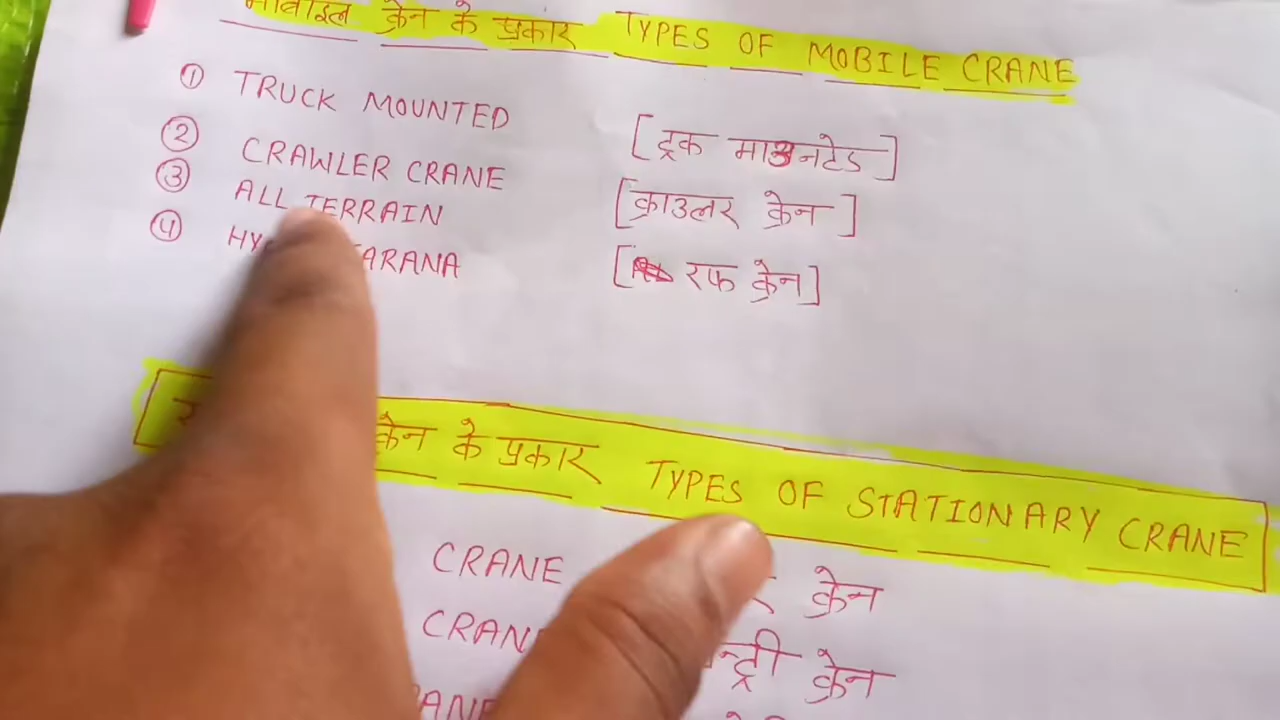 मोबाइल क्रेन के प्रकार TYPES OF MOBILE CRANE
① TRUCK MOUNTED [ट्रक माउनटेड]
② CRAWLER CRANE [क्राउलर क्रेन]
③ ALL TERRAIN [रफ क्रेन]
④
क्रेन के प्रकार TYPES OF STATIONARY CRANE
CRANE क्रेन
क्रेन